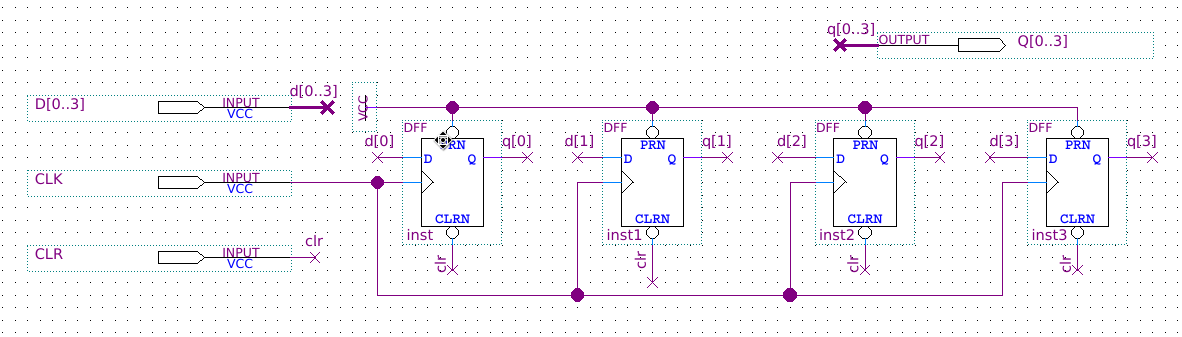 q[0..3]
OUTPUT
Q[0..3]
D[0..3]
INPUT
VCC
d[0..3]
VCC
DFF
DFF
DFF
DFF
d[0]
PRN
D
Q
q[0]
d[1]
PRN
D
Q
q[1]
d[2]
PRN
D
Q
q[2]
d[3]
PRN
D
Q
q[3]
CLK
INPUT
VCC
CLRN
CLRN
CLRN
CLRN
inst
inst1
inst2
inst3
CLR
INPUT
VCC
clr
clr
clr
clr
clr